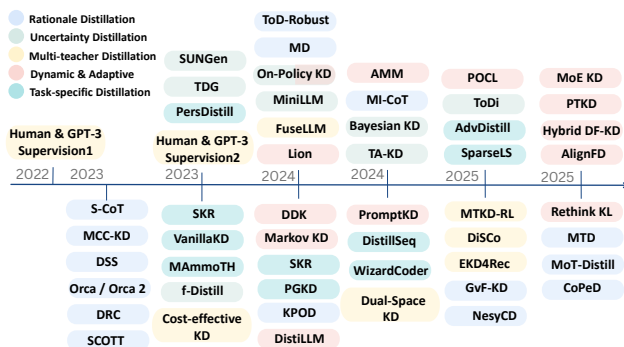 Rationale Distillation
Uncertainty Distillation
Multi-teacher Distillation
Dynamic & Adaptive
Task-specific Distillation
Human & GPT-3
Supervision1
SUNGen
TDG
PersDistill
Human & GPT-3
Supervision2
ToD-Robust
MD
On-Policy KD
MiniLLM
FuseLLM
Lion
AMM
MI-CoT
Bayesian KD
TA-KD
POCL
ToDi
AdvDistill
SparseLS
MoE KD
PTKD
Hybrid DF-KD
AlignFD
2022 2023 2023 2024 2024 2025 2025
S-CoT
MCC-KD
DSS
Orca / Orca 2
DRC
SCOTT
SKR
VanillaKD
MAmmoTH
f-Distill
Cost-effective
KD
DDK
Markov KD
SKR
PGKD
KPOD
DistiLLM
PromptKD
DistillSeq
WizardCoder
Dual-Space
KD
MTKD-RL
DiSCo
EKD4Rec
GvF-KD
NesyCD
Rethink KL
MTD
MoT-Distill
CoPeD